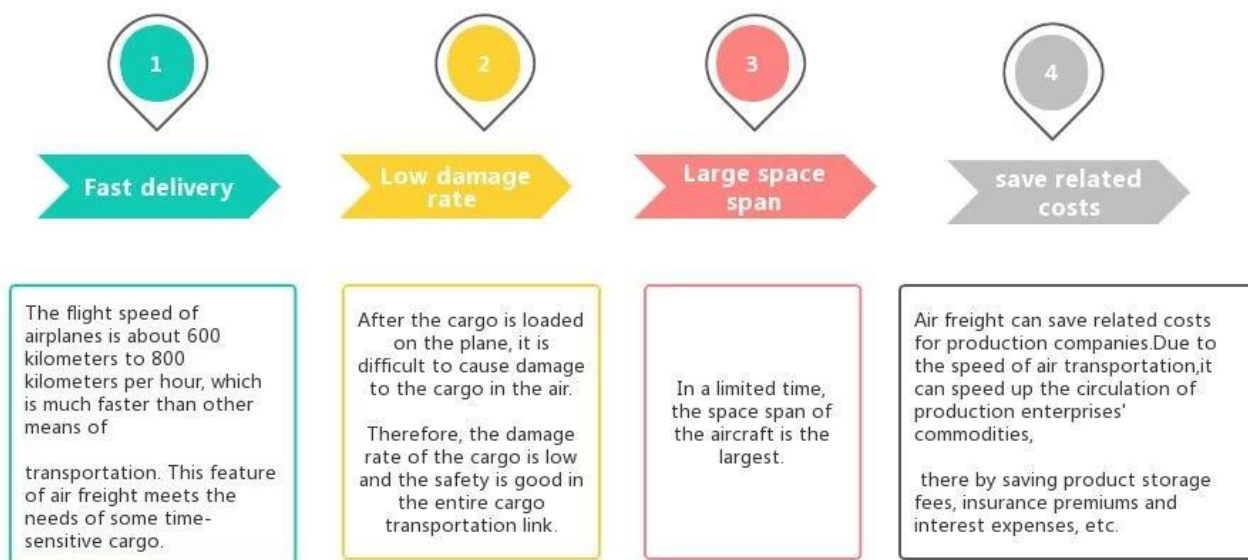 1
Fast delivery
The flight speed of
airplanes is about 600
kilometers to 800
kilometers per hour, which
is much faster than other
means of
transportation. This feature
of air freight meets the
needs of some time-
sensitive cargo.
2
Low damage
rate
After the cargo is loaded
on the plane, it is
difficult to cause damage
to the cargo in the air.
Therefore, the damage
rate of the cargo is low
and the safety is good in
the entire cargo
transportation link.
3
Large space
span
In a limited time,
the space span of
the aircraft is the
largest.
4
save related
costs
Air freight can save related costs
for production companies.Due to
the speed of air transportation,it
can speed up the circulation of
production enterprises'
commodities,
there by saving product storage
fees, insurance premiums and
interest expenses, etc.